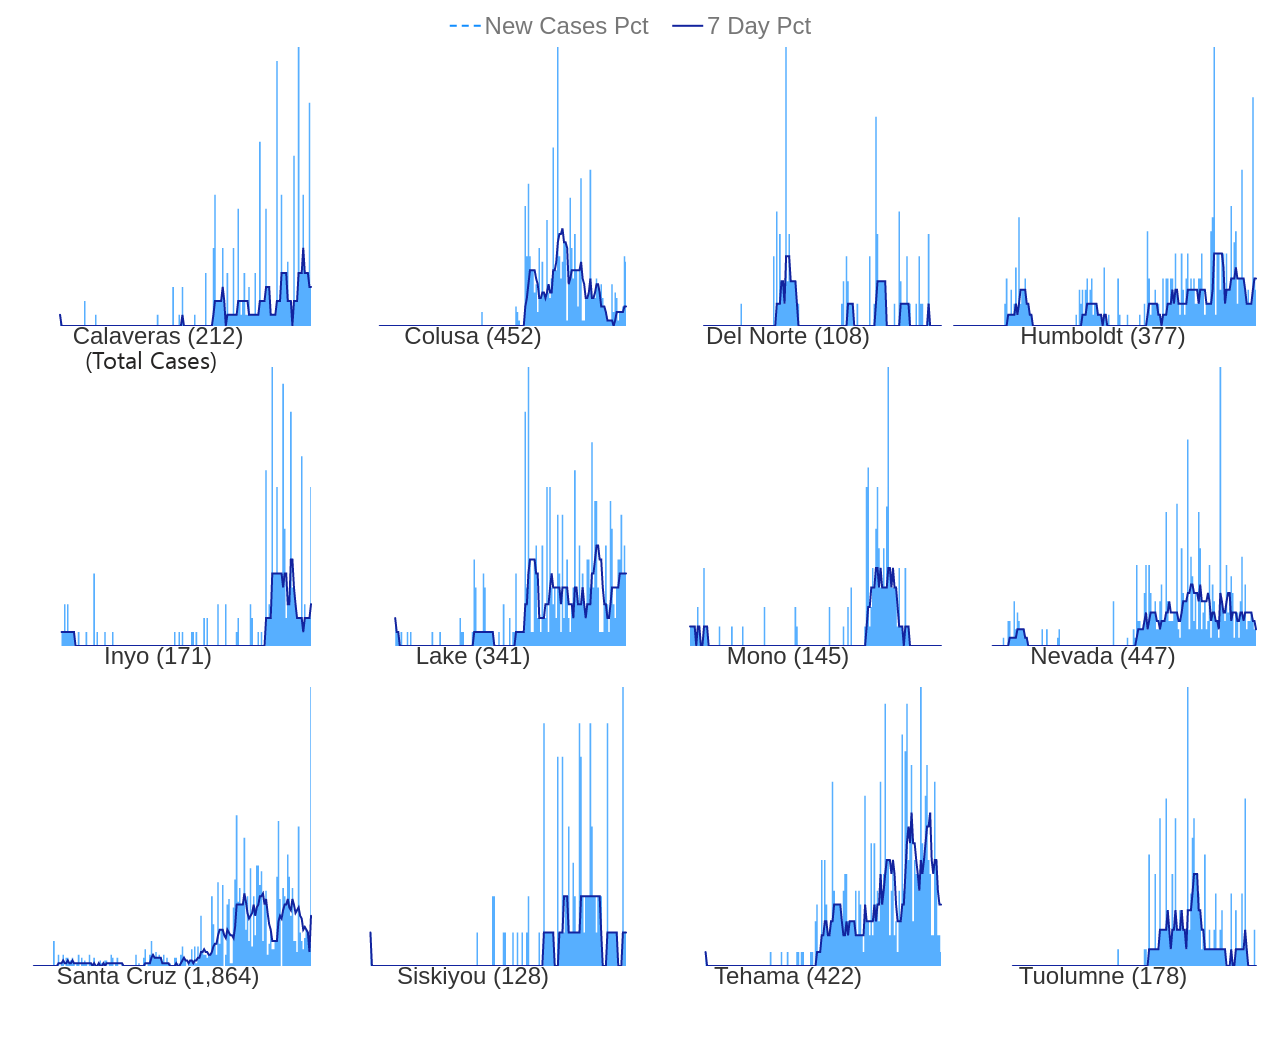 New Cases Pct 7 Day Pct
Calaveras (212) Colusa (452) Del Norte (108) Humboldt (377)
(Total Cases)
Inyo (171) Lake (341) Mono (145) Nevada (447)
Santa Cruz (1,864) Siskiyou (128) Tehama (422) Tuolumne (178)